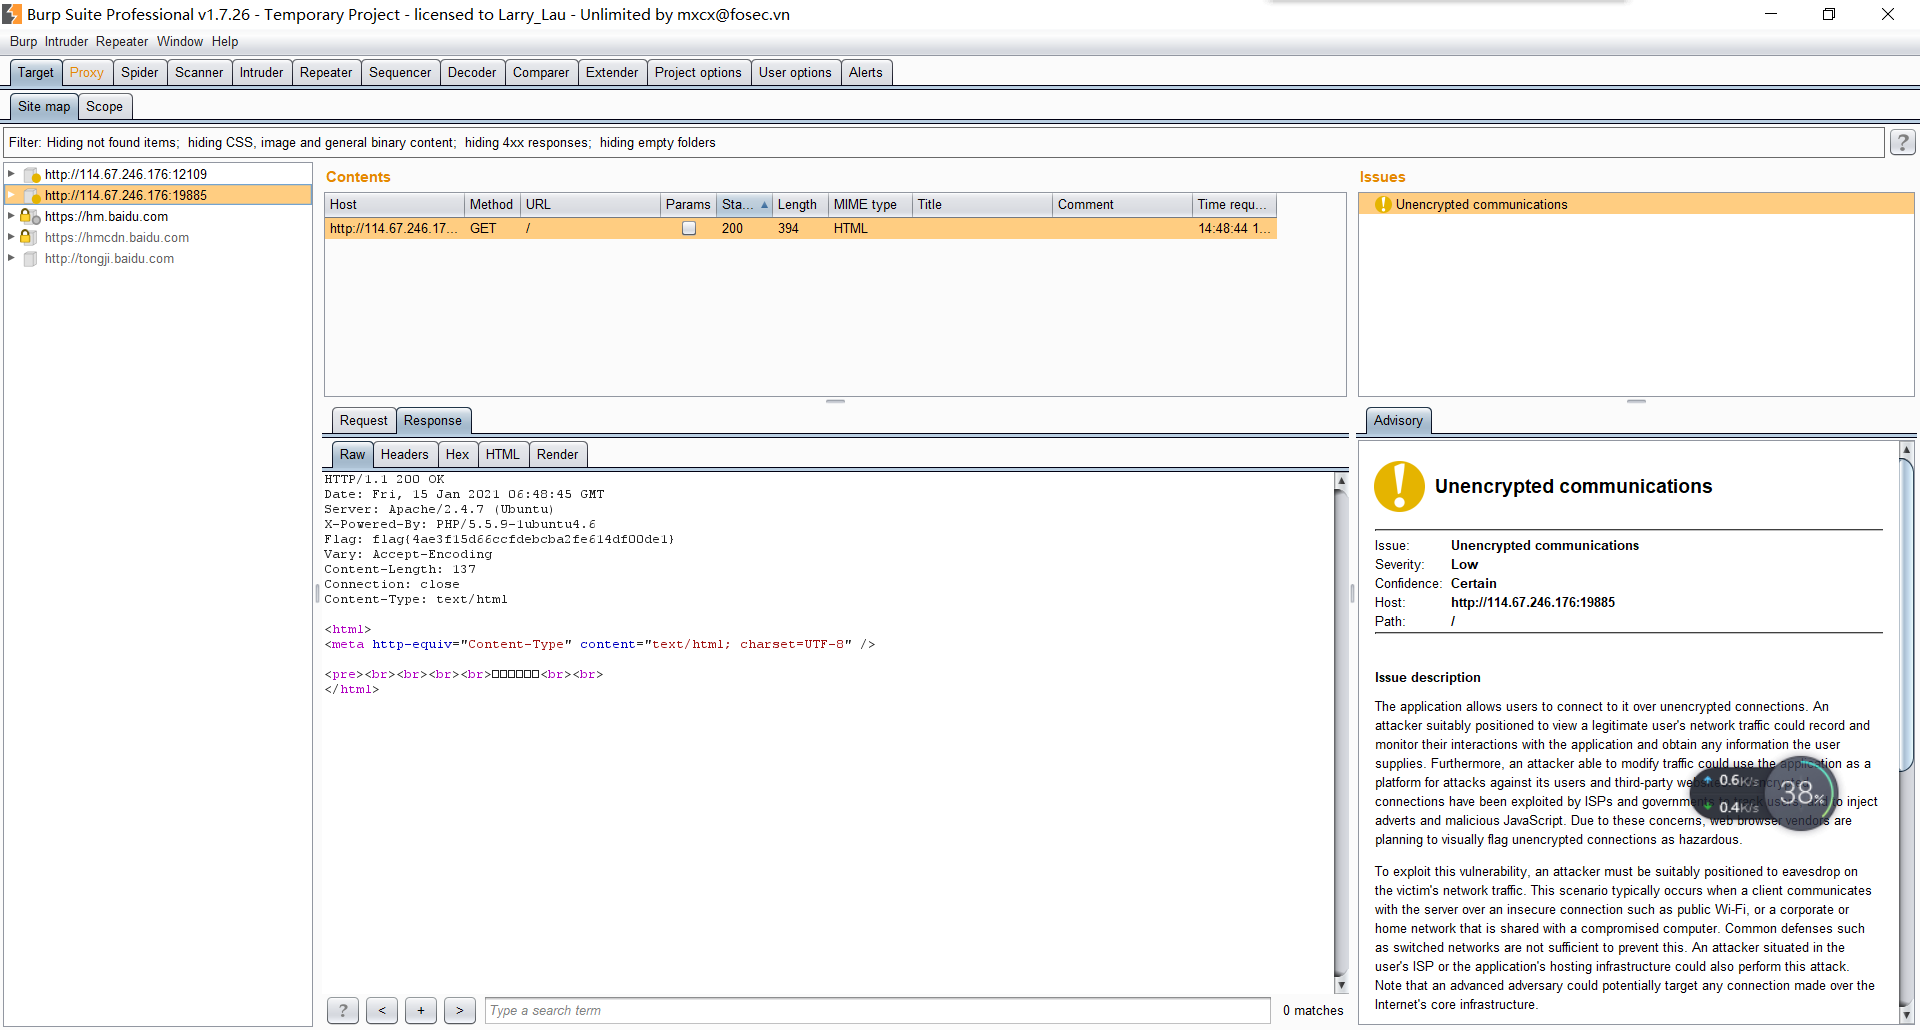 Burp Suite Professional v1.7.26 - Temporary Project - licensed to Larry_Lau - Unlimited by mxcx@fosec.vn
Burp Intruder Repeater Window Help
Target Proxy Spider Scanner Intruder Repeater Sequencer Decoder Comparer Extender Project options User options Alerts
Site map Scope
Filter: Hiding not found items; hiding CSS, image and general binary content; hiding 4xx responses; hiding empty folders
?
http://114.67.246.176:12109
http://114.67.246.176:19885
https://hm.baidu.com
https://hmcdn.baidu.com
http://tongji.baidu.com
Contents
Host Method URL Params Sta... Length MIME type Title Comment Time requ...
http://114.67.246.17... GET / 200 394 HTML 14:48:44 1...
Issues
Unencrypted communications
Request Response
Raw Headers Hex HTML Render
HTTP/1.1 200 OK
Date: Fri, 15 Jan 2021 06:48:45 GMT
Server: Apache/2.4.7 (Ubuntu)
X-Powered-By: PHP/5.5.9-1ubuntu4.6
Flag: flag{4ae3f15d66ccfdebcba2fe614df00de1}
Vary: Accept-Encoding
Content-Length: 137
Connection: close
Content-Type: text/html
<html>
<meta http-equiv="Content-Type" content="text/html; charset=UTF-8" />
<pre><br><br><br><br>□□□□□□<br><br>
</html>
? < + > Type a search term 0 matches
Advisory
Unencrypted communications
Issue: Unencrypted communications
Severity: Low
Confidence: Certain
Host: http://114.67.246.176:19885
Path: /
Issue description
The application allows users to connect to it over unencrypted connections. An
attacker suitably positioned to view a legitimate user's network traffic could record and
monitor their interactions with the application and obtain any information the user
supplies. Furthermore, an attacker able to modify traffic could use the application as a
platform for attacks against its users and third-party
connections have been exploited by ISPs and governments to track users, and to inject
adverts and malicious JavaScript. Due to these concerns, web browser vendors are
planning to visually flag unencrypted connections as hazardous.
To exploit this vulnerability, an attacker must be suitably positioned to eavesdrop on
the victim's network traffic. This scenario typically occurs when a client communicates
with the server over an insecure connection such as public Wi-Fi, or a corporate or
home network that is shared with a compromised computer. Common defenses such
as switched networks are not sufficient to prevent this. An attacker situated in the
user's ISP or the application's hosting infrastructure could also perform this attack.
Note that an advanced adversary could potentially target any connection made over the
Internet's core infrastructure.
0.6K/s
0.4K/s
38%